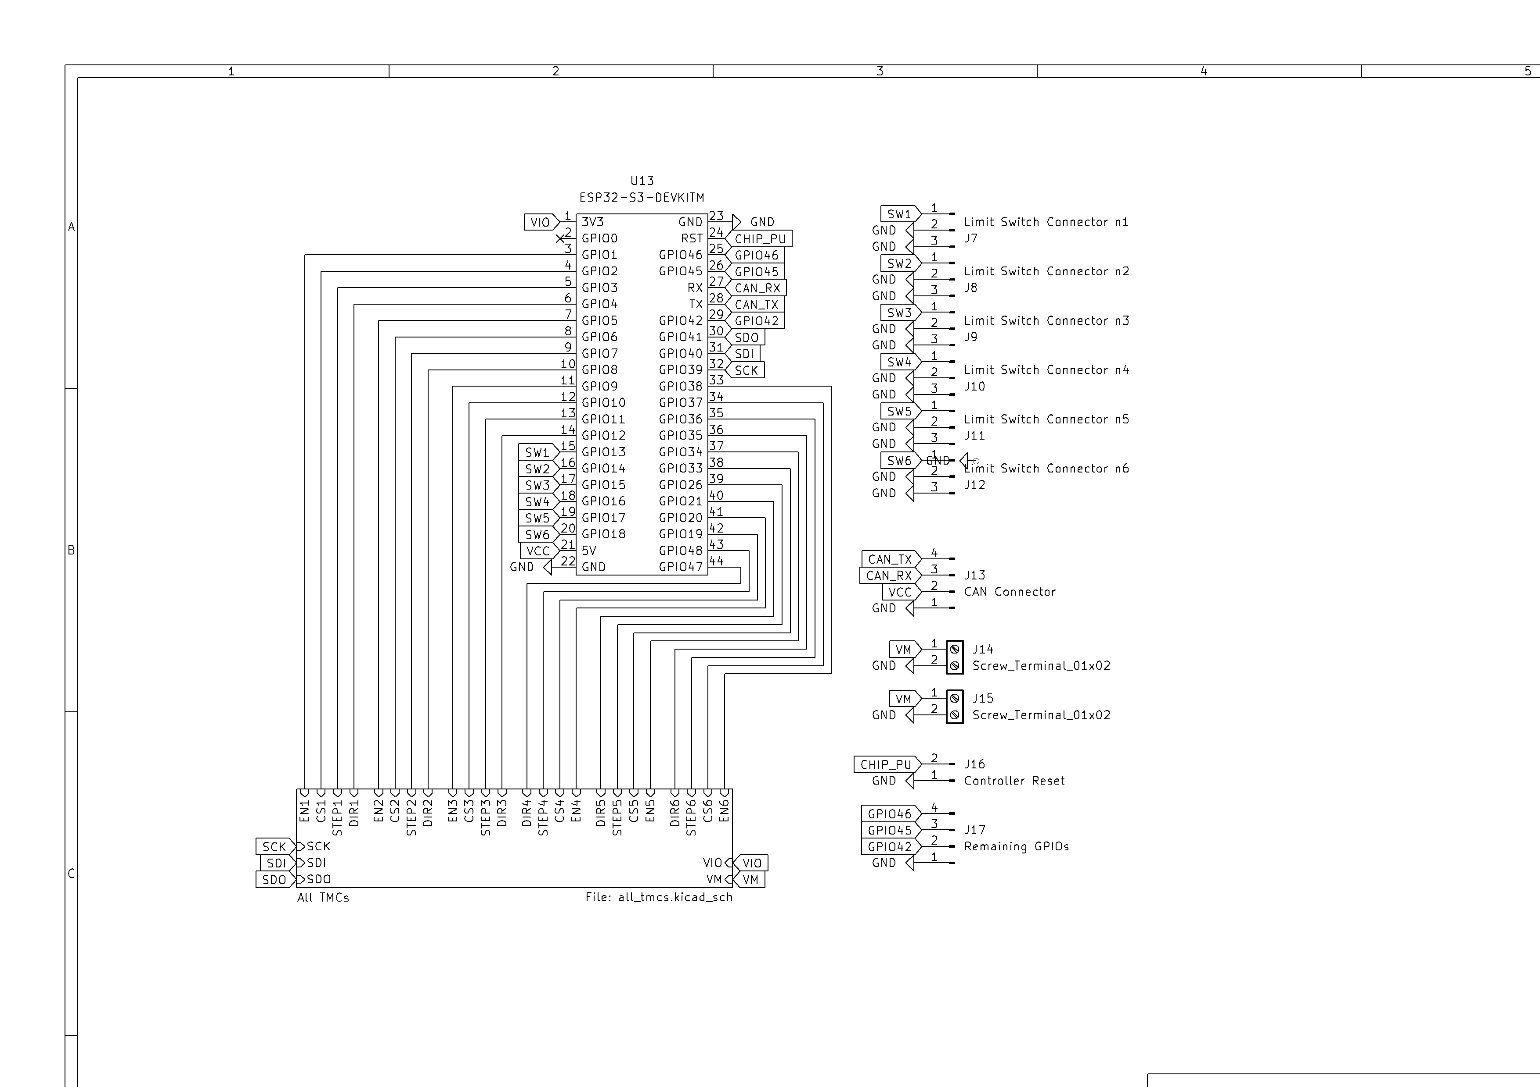 1 2 3 4 5
A
B
C
U13
ESP32-S3-DEVKITM
VIO 1 3V3 GND 23 GND
2 GPIO0 RST 24 CHIP_PU
3 GPIO1 GPIO46 25 GPIO46
4 GPIO2 GPIO45 26 GPIO45
5 GPIO3 RX 27 CAN_RX
6 GPIO4 TX 28 CAN_TX
7 GPIO5 GPIO42 29 GPIO42
8 GPIO6 GPIO41 30 SDO
9 GPIO7 GPIO40 31 SDI
10 GPIO8 GPIO39 32 SCK
11 GPIO9 GPIO38 33
12 GPIO10 GPIO37 34
13 GPIO11 GPIO36 35
14 GPIO12 GPIO35 36
SW1 15 GPIO13 GPIO34 37
SW2 16 GPIO14 GPIO33 38
SW3 17 GPIO15 GPIO26 39
SW4 18 GPIO16 GPIO21 40
SW5 19 GPIO17 GPIO20 41
SW6 20 GPIO18 GPIO19 42
VCC 21 5V GPIO48 43
GND 22 GND GPIO47 44
EN1 CS1 STEP1 DIR1 EN2 CS2 STEP2 DIR2 EN3 CS3 STEP3 DIR3 DIR4 STEP4 CS4 EN4 DIR5 STEP5 CS5 EN5 DIR6 STEP6 CS6 EN6
SCK SCK
SDI SDI VIO VIO
SDO SDO VM VM
All TMCs File: all_tmcs.kicad_sch
SW1 1
Limit Switch Connector n1
GND 2
J7
GND 3
SW2 1
Limit Switch Connector n2
GND 2
J8
GND 3
SW3 1
Limit Switch Connector n3
GND 2
J9
GND 3
SW4 1
Limit Switch Connector n4
GND 2
J10
GND 3
SW5 1
Limit Switch Connector n5
GND 2
J11
GND 3
SW6 1 GND
Limit Switch Connector n6
GND 2
J12
GND 3
CAN_TX 4
CAN_RX 3 J13
VCC 2 CAN Connector
GND 1
VM 1 J14
GND 2 Screw_Terminal_01x02
VM 1 J15
GND 2 Screw_Terminal_01x02
CHIP_PU 2 J16
GND 1 Controller Reset
GPIO46 4
GPIO45 3 J17
GPIO42 2 Remaining GPIOs
GND 1